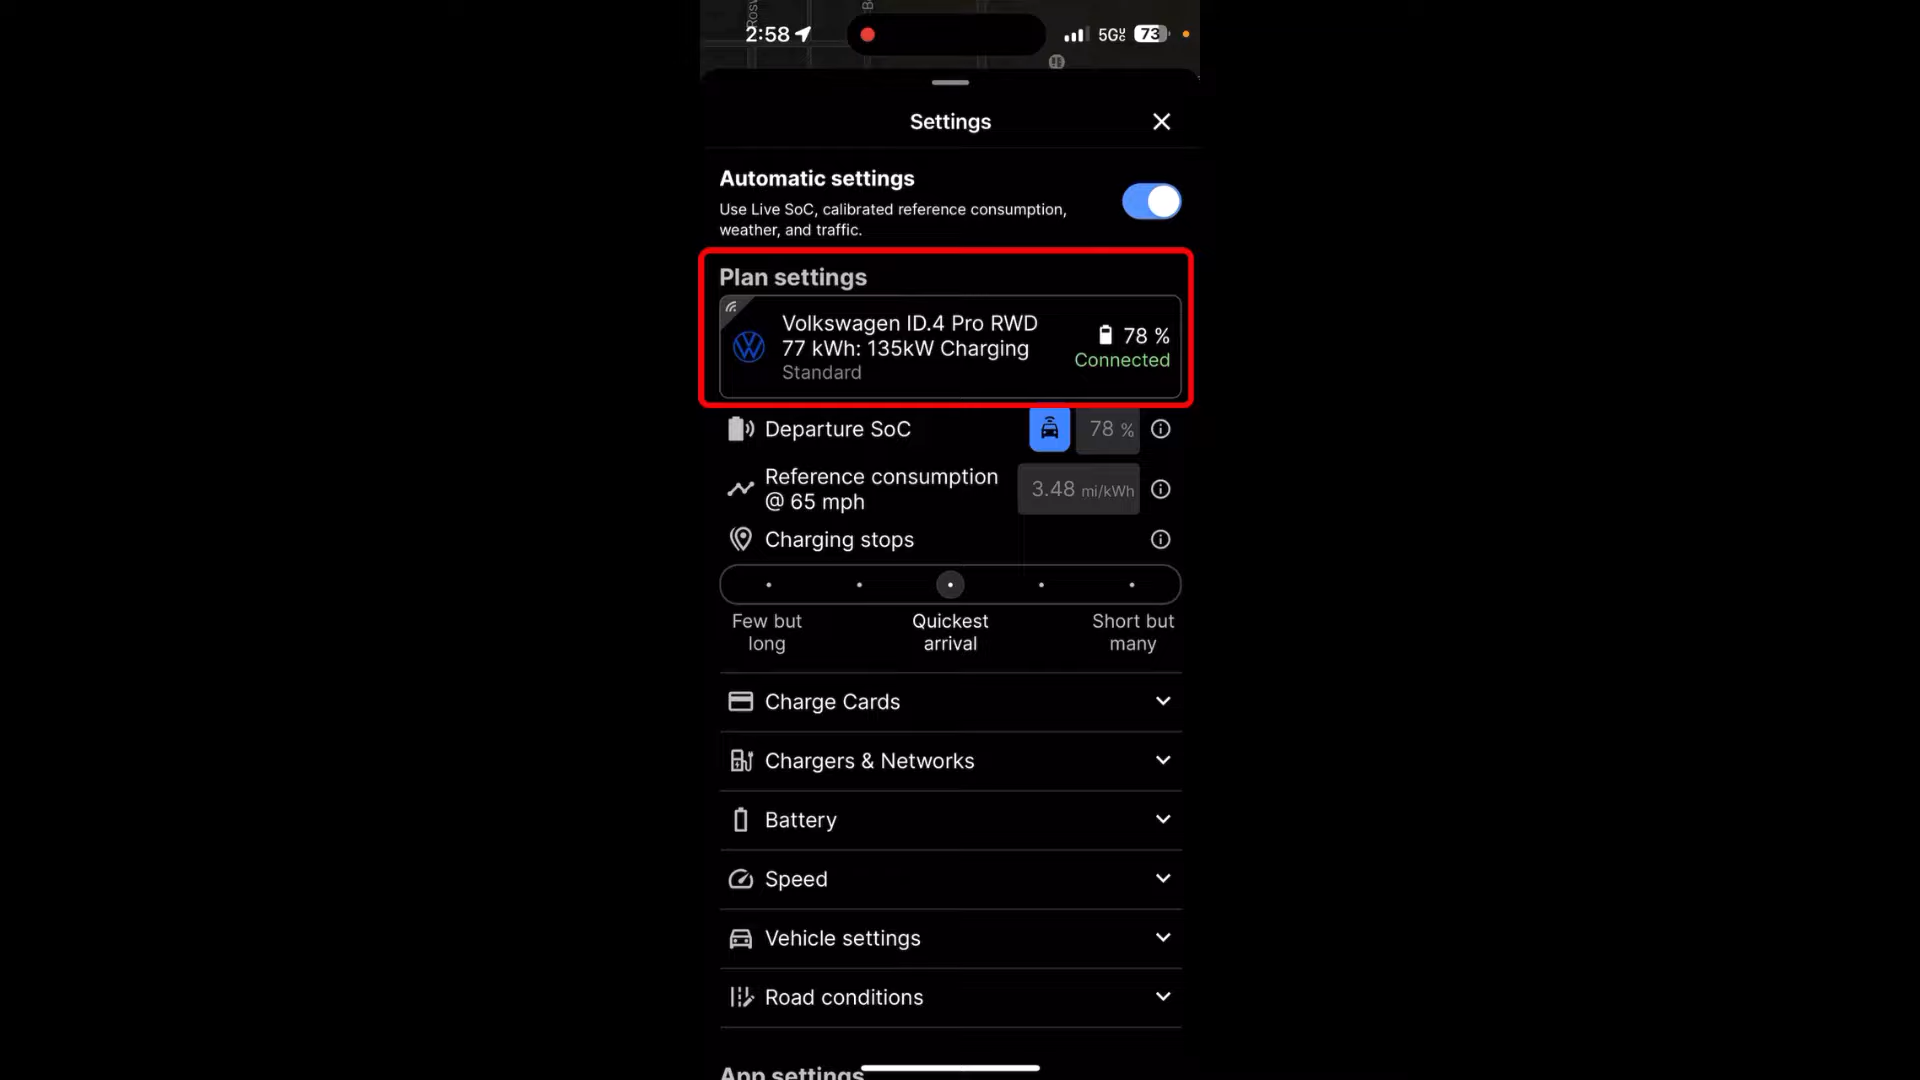 2:58
5G
73
Settings
Automatic settings
Use Live SoC, calibrated reference consumption,
weather, and traffic.
Plan settings
Volkswagen ID.4 Pro RWD
77 kWh: 135kW Charging
Standard
78 %
Connected
Departure SoC
78 %
Reference consumption
@ 65 mph
3.48 mi/kWh
Charging stops
Few but
long
Quickest
arrival
Short but
many
Charge Cards
Chargers & Networks
Battery
Speed
Vehicle settings
Road conditions
App settings